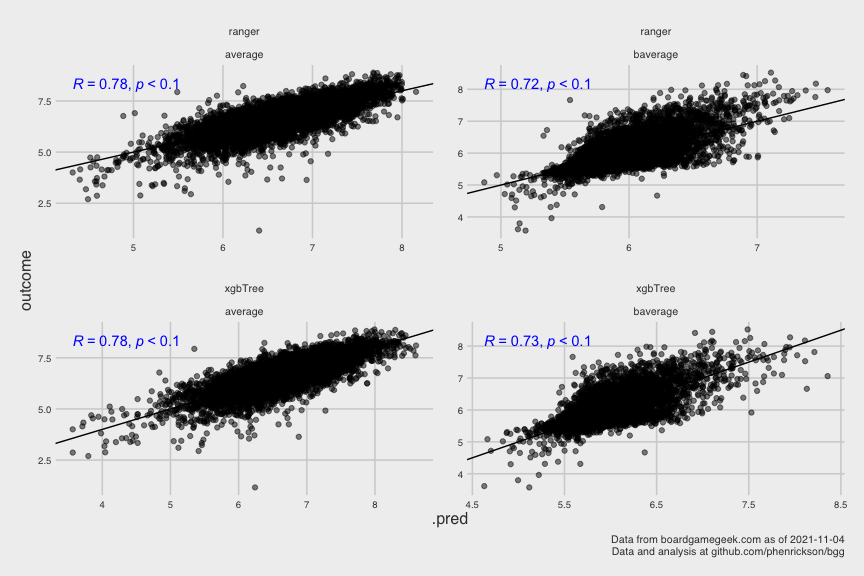 ranger
average
R = 0.78, p < 0.1
7.5
5.0
2.5
5 6 7 8
ranger
baverage
R = 0.72, p < 0.1
8
7
6
5
4
5 6 7
outcome
xgbTree
average
R = 0.78, p < 0.1
7.5
5.0
2.5
4 5 6 7 8
xgbTree
baverage
R = 0.73, p < 0.1
8
7
6
5
4
4.5 5.5 6.5 7.5 8.5
.pred
Data from boardgamegeek.com as of 2021-11-04
Data and analysis at github.com/phenrickson/bgg